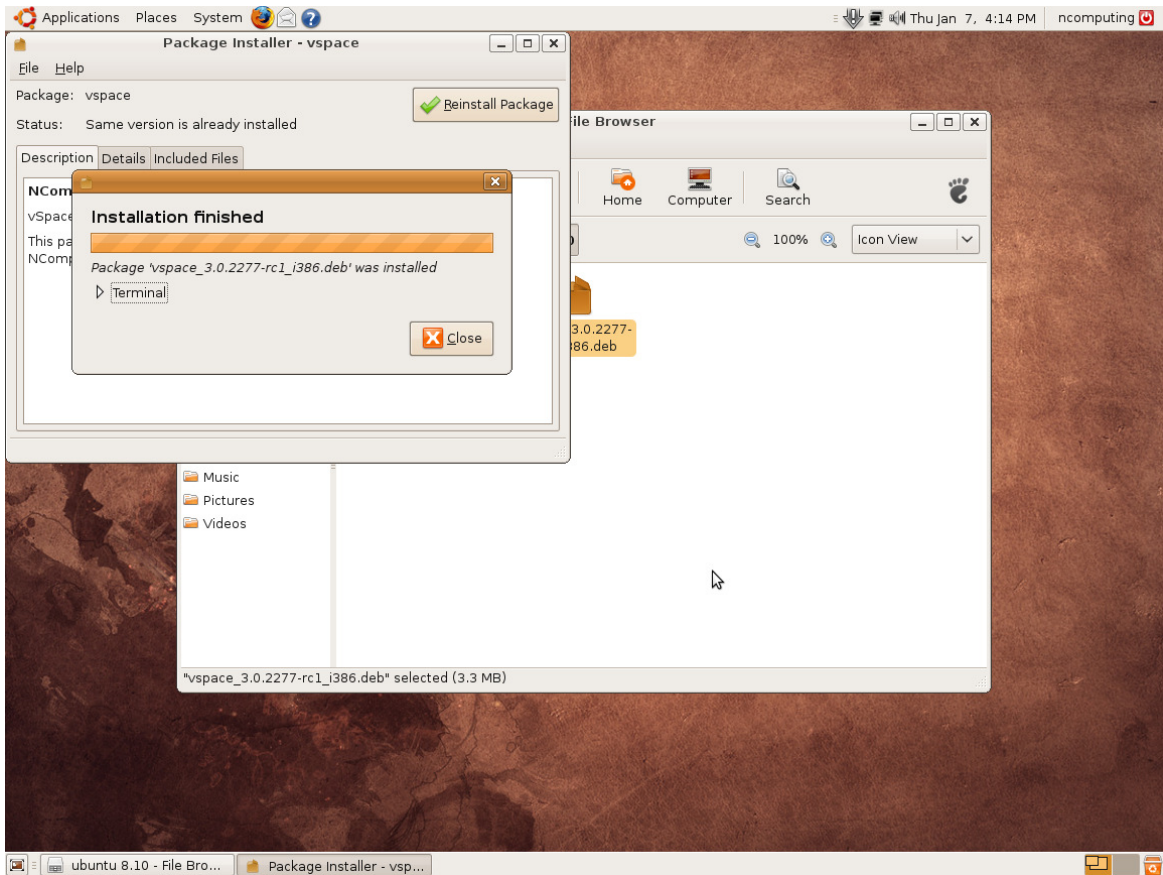 Applications Places System
Thu Jan 7, 4:14 PM ncomputing
Package Installer - vspace
File Help
Package: vspace
Reinstall Package
Status: Same version is already installed
Description Details Included Files
NCom
vSpace
This pa
NComp
Installation finished
Package 'vspace_3.0.2277-rc1_i386.deb' was installed
Terminal
Close
ile Browser
Home Computer Search
100% Icon View
3.0.2277-
86.deb
Music
Pictures
Videos
"vspace_3.0.2277-rc1_i386.deb" selected (3.3 MB)
ubuntu 8.10 - File Bro...
Package Installer - vsp...